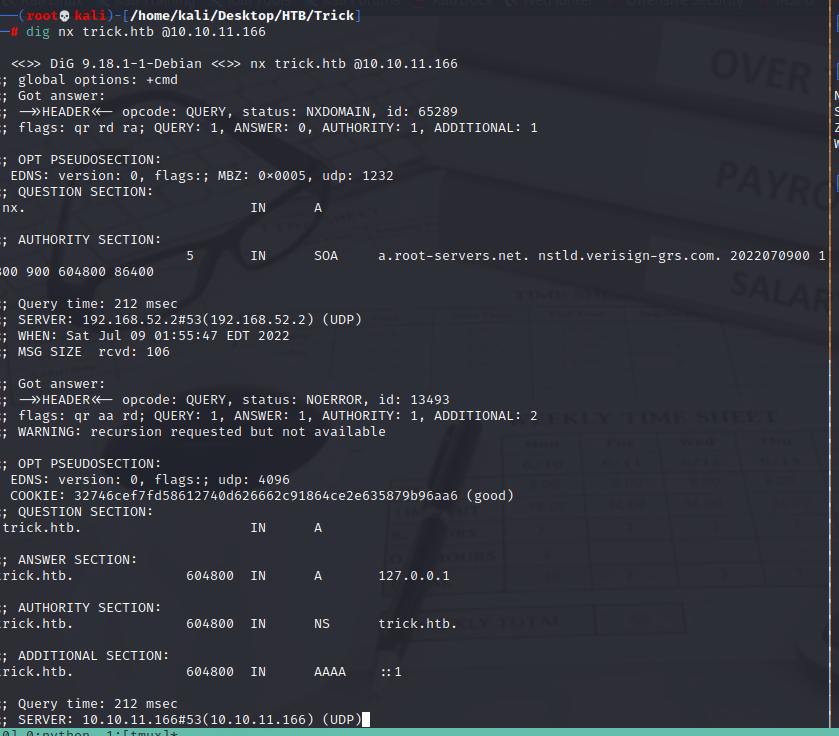 (root💀kali)-[/home/kali/Desktop/HTB/Trick]
# dig nx trick.htb @10.10.11.166
<<>> DiG 9.18.1-1-Debian <<>> nx trick.htb @10.10.11.166
; global options: +cmd
; Got answer:
; ->>HEADER<<- opcode: QUERY, status: NXDOMAIN, id: 65289
; flags: qr rd ra; QUERY: 1, ANSWER: 0, AUTHORITY: 1, ADDITIONAL: 1
; OPT PSEUDOSECTION:
EDNS: version: 0, flags:; MBZ: 0x0005, udp: 1232
; QUESTION SECTION:
nx. IN A
; AUTHORITY SECTION:
5 IN SOA a.root-servers.net. nstld.verisign-grs.com. 2022070900 1
800 900 604800 86400
; Query time: 212 msec
; SERVER: 192.168.52.2#53(192.168.52.2) (UDP)
; WHEN: Sat Jul 09 01:55:47 EDT 2022
; MSG SIZE rcvd: 106
; Got answer:
; ->>HEADER<<- opcode: QUERY, status: NOERROR, id: 13493
; flags: qr aa rd; QUERY: 1, ANSWER: 1, AUTHORITY: 1, ADDITIONAL: 2
; WARNING: recursion requested but not available
; OPT PSEUDOSECTION:
EDNS: version: 0, flags:; udp: 4096
COOKIE: 32746cef7fd58612740d626662c91864ce2e635879b96aa6 (good)
; QUESTION SECTION:
trick.htb. IN A
; ANSWER SECTION:
trick.htb. 604800 IN A 127.0.0.1
; AUTHORITY SECTION:
trick.htb. 604800 IN NS trick.htb.
; ADDITIONAL SECTION:
trick.htb. 604800 IN AAAA ::1
; Query time: 212 msec
; SERVER: 10.10.11.166#53(10.10.11.166) (UDP)
OVER
PAYRO
SALAR
TIME SHE
WEEKLY TIME SHEET